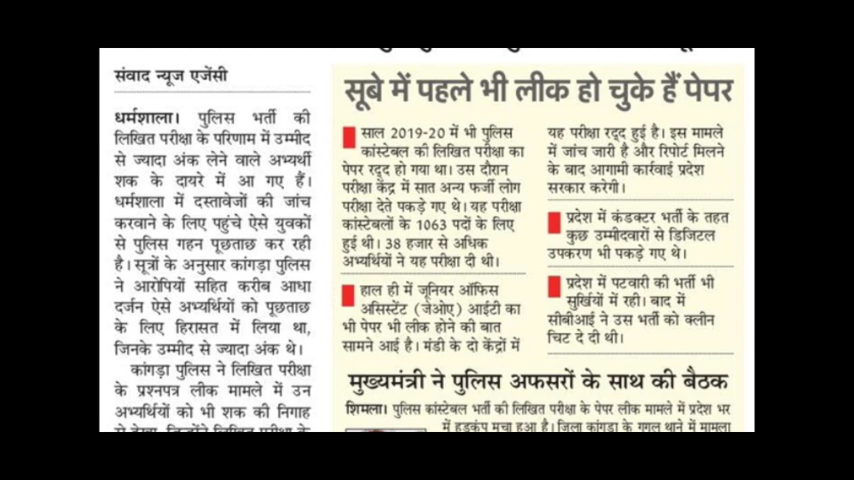 संवाद न्यूज एजेंसी
धर्मशाला। पुलिस भर्ती की
लिखित परीक्षा के परिणाम में उम्मीद
से ज्यादा अंक लेने वाले अभ्यर्थी
शक के दायरे में आ गए हैं।
धर्मशाला में दस्तावेजों की जांच
करवाने के लिए पहुंचे ऐसे युवकों
से पुलिस गहन पूछताछ कर रही
है। सूत्रों के अनुसार कांगड़ा पुलिस
ने आरोपियों सहित करीब आधा
दर्जन ऐसे अभ्यर्थियों को पूछताछ
के लिए हिरासत में लिया था,
जिनके उम्मीद से ज्यादा अंक थे।
कांगड़ा पुलिस ने लिखित परीक्षा
के प्रश्नपत्र लीक मामले में उन
अभ्यर्थियों को भी शक की निगाह
सूबे में पहले भी लीक हो चुके हैं पेपर
साल 2019-20 में भी पुलिस
कांस्टेबल की लिखित परीक्षा का
पेपर रद्द हो गया था। उस दौरान
परीक्षा केंद्र में सात अन्य फर्जी लोग
परीक्षा देते पकड़े गए थे। यह परीक्षा
कांस्टेबलों के 1063 पदों के लिए
हुई थी। 38 हजार से अधिक
अभ्यर्थियों ने यह परीक्षा दी थी।
हाल ही में जूनियर ऑफिस
असिस्टेंट (जेओए) आईटी का
भी पेपर भी लीक होने की बात
सामने आई है। मंडी के दो केंद्रों में
यह परीक्षा रद्द हुई है। इस मामले
में जांच जारी है और रिपोर्ट मिलने
के बाद आगामी कार्रवाई प्रदेश
सरकार करेगी।
प्रदेश में कंडक्टर भर्ती के तहत
कुछ उम्मीदवारों से डिजिटल
उपकरण भी पकड़े गए थे।
प्रदेश में पटवारी की भर्ती भी
सुर्खियों में रही। बाद में
सीबीआई ने उस भर्ती को क्लीन
चिट दे दी थी।
मुख्यमंत्री ने पुलिस अफसरों के साथ की बैठक
शिमला। पुलिस कांस्टेबल भर्ती की लिखित परीक्षा के पेपर लीक मामले में प्रदेश भर
में हड़कंप मचा हुआ है। जिला कांगड़ा के गगल थाने में मामला